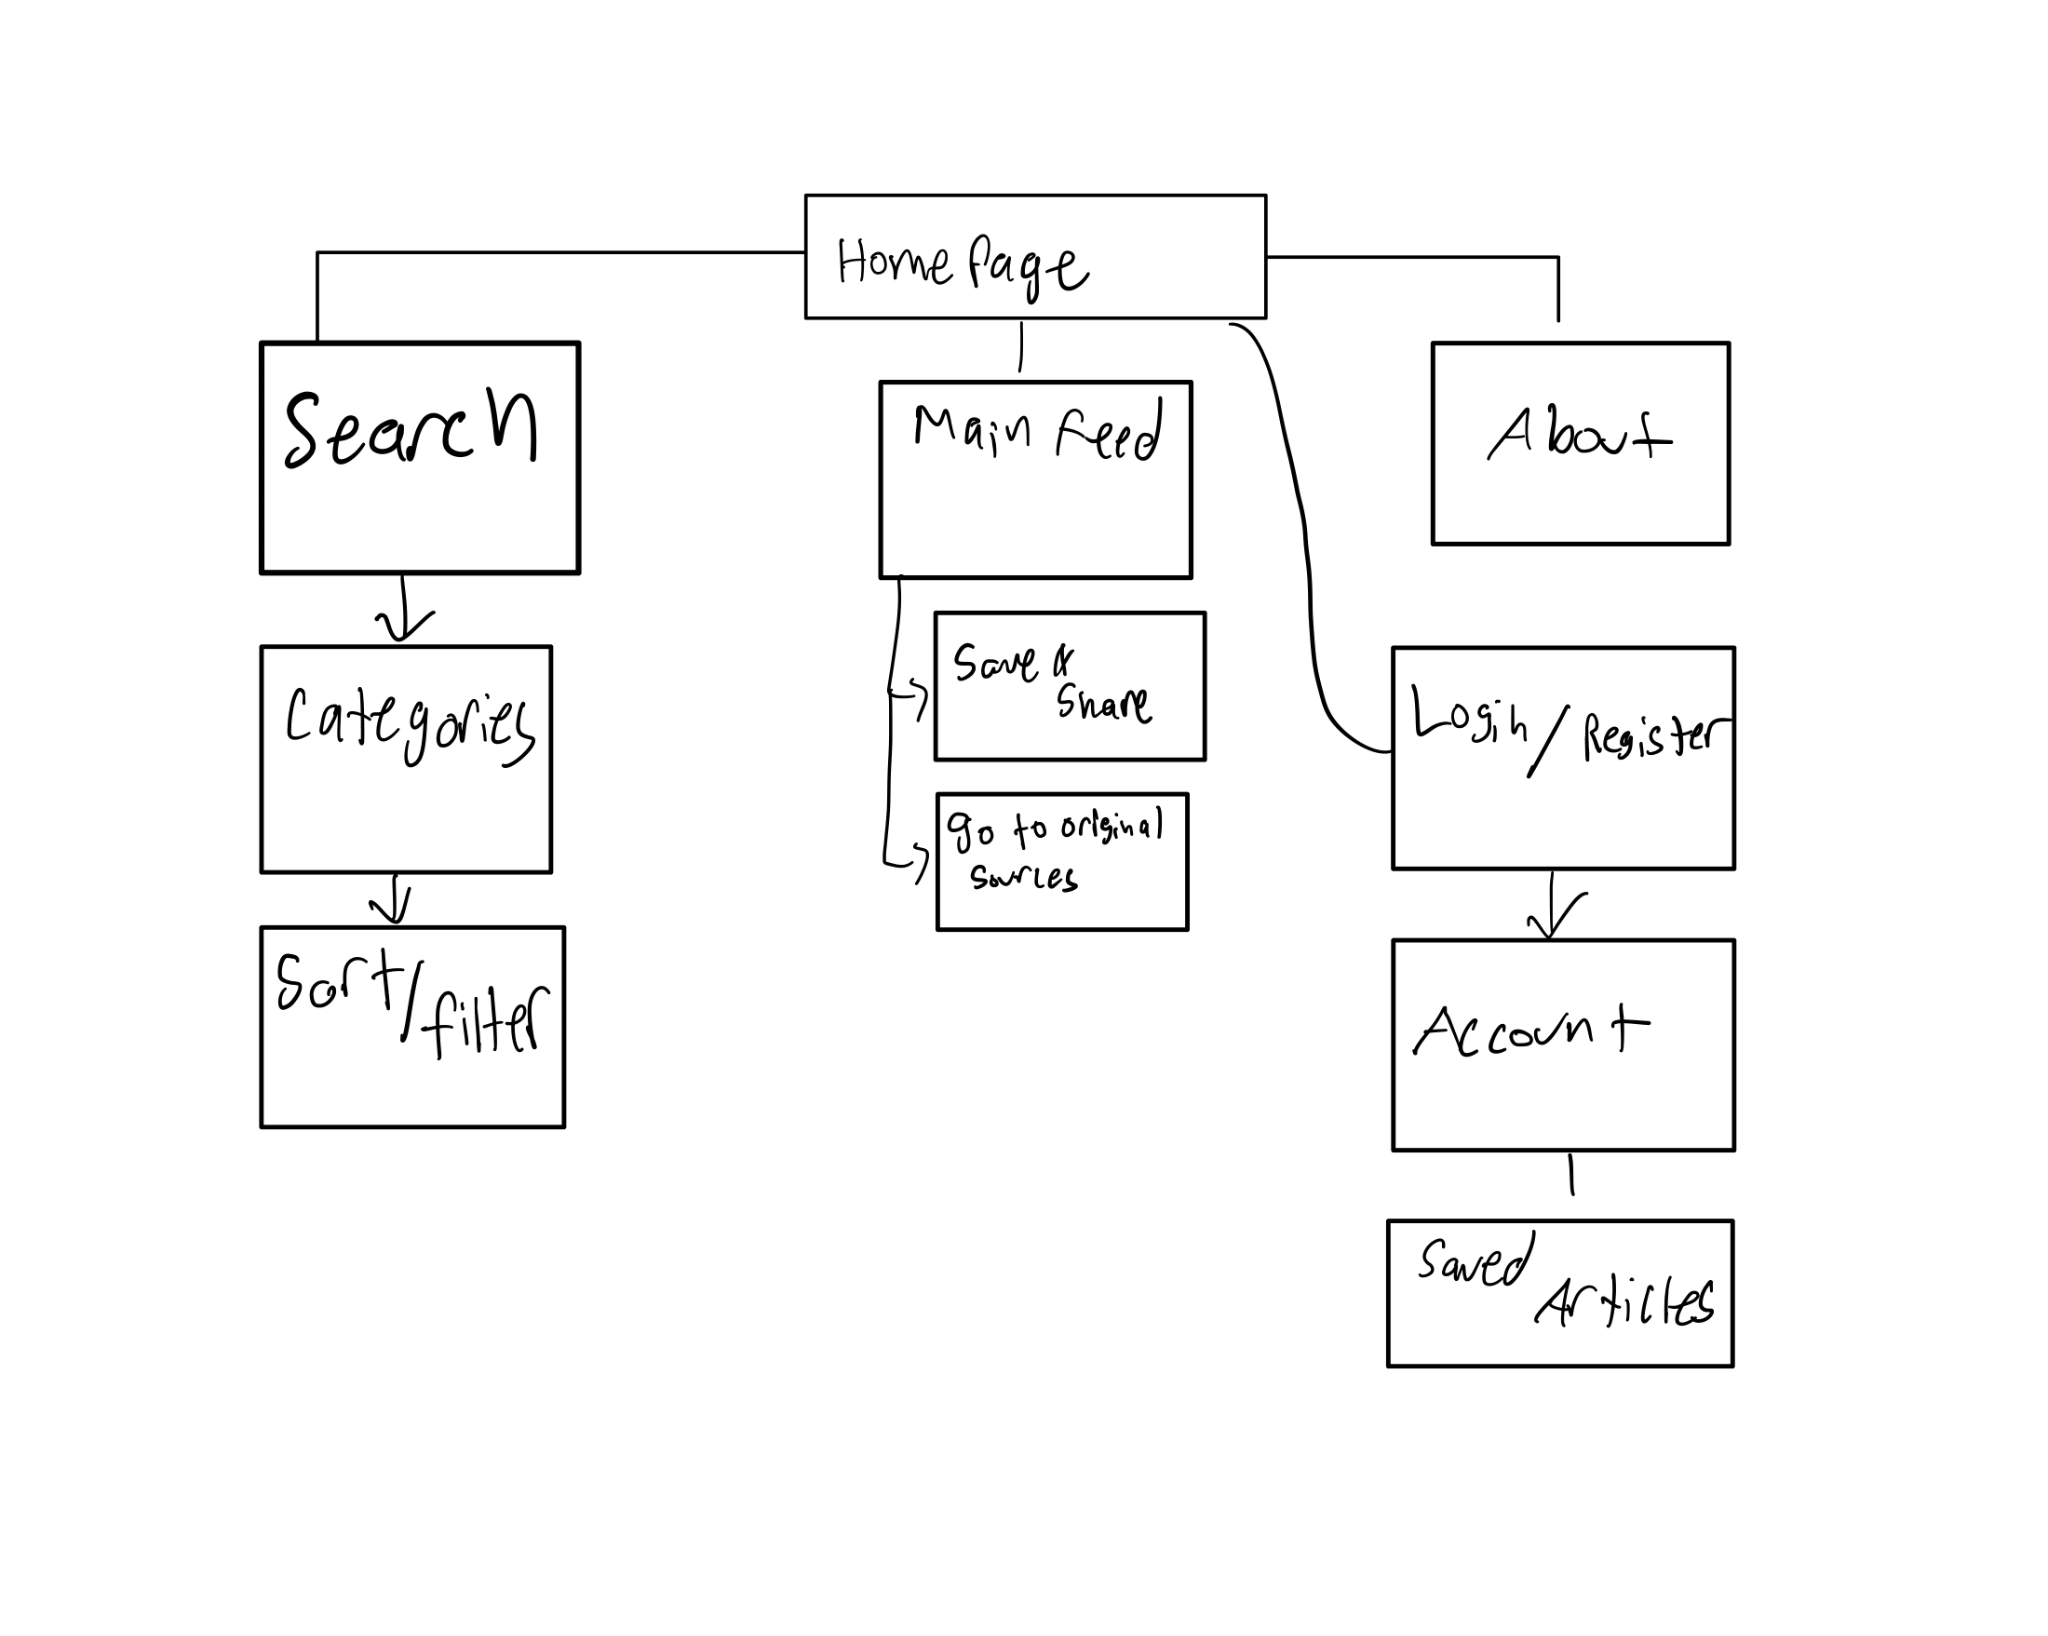 Home Page
Search
Main Feed
About
Categories
Save &
Share
Login/Register
go to original
sources
Sort/filter
Account
Saved
Articles